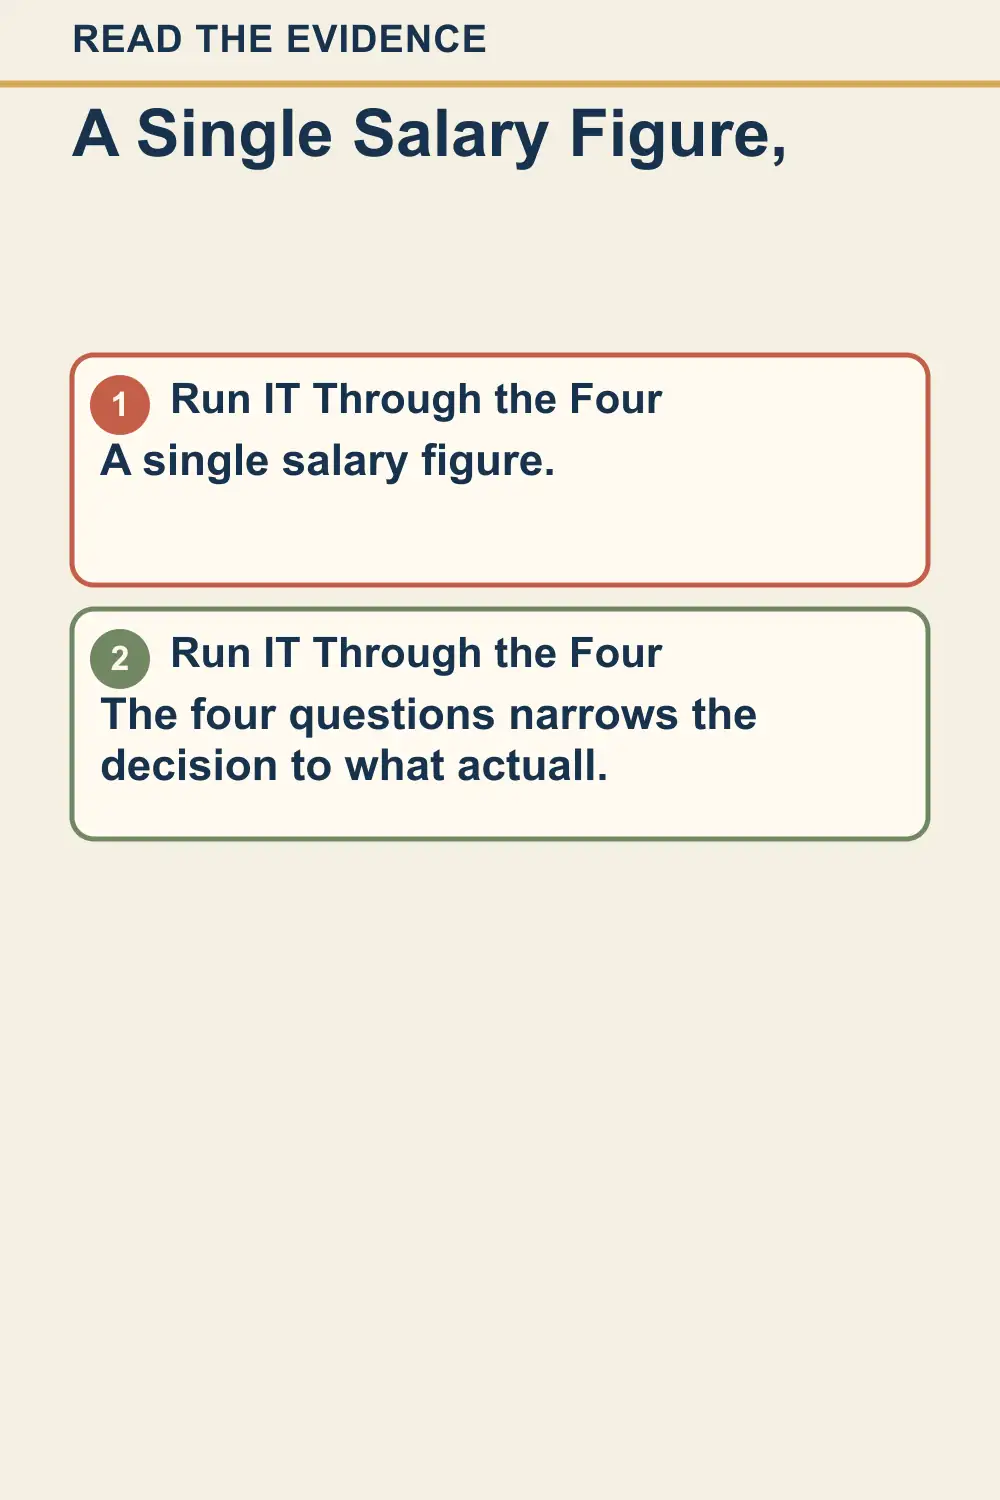 READ THE EVIDENCE
A Single Salary Figure,
1 Run IT Through the Four
A single salary figure.
2 Run IT Through the Four
The four questions narrows the
decision to what actuall.